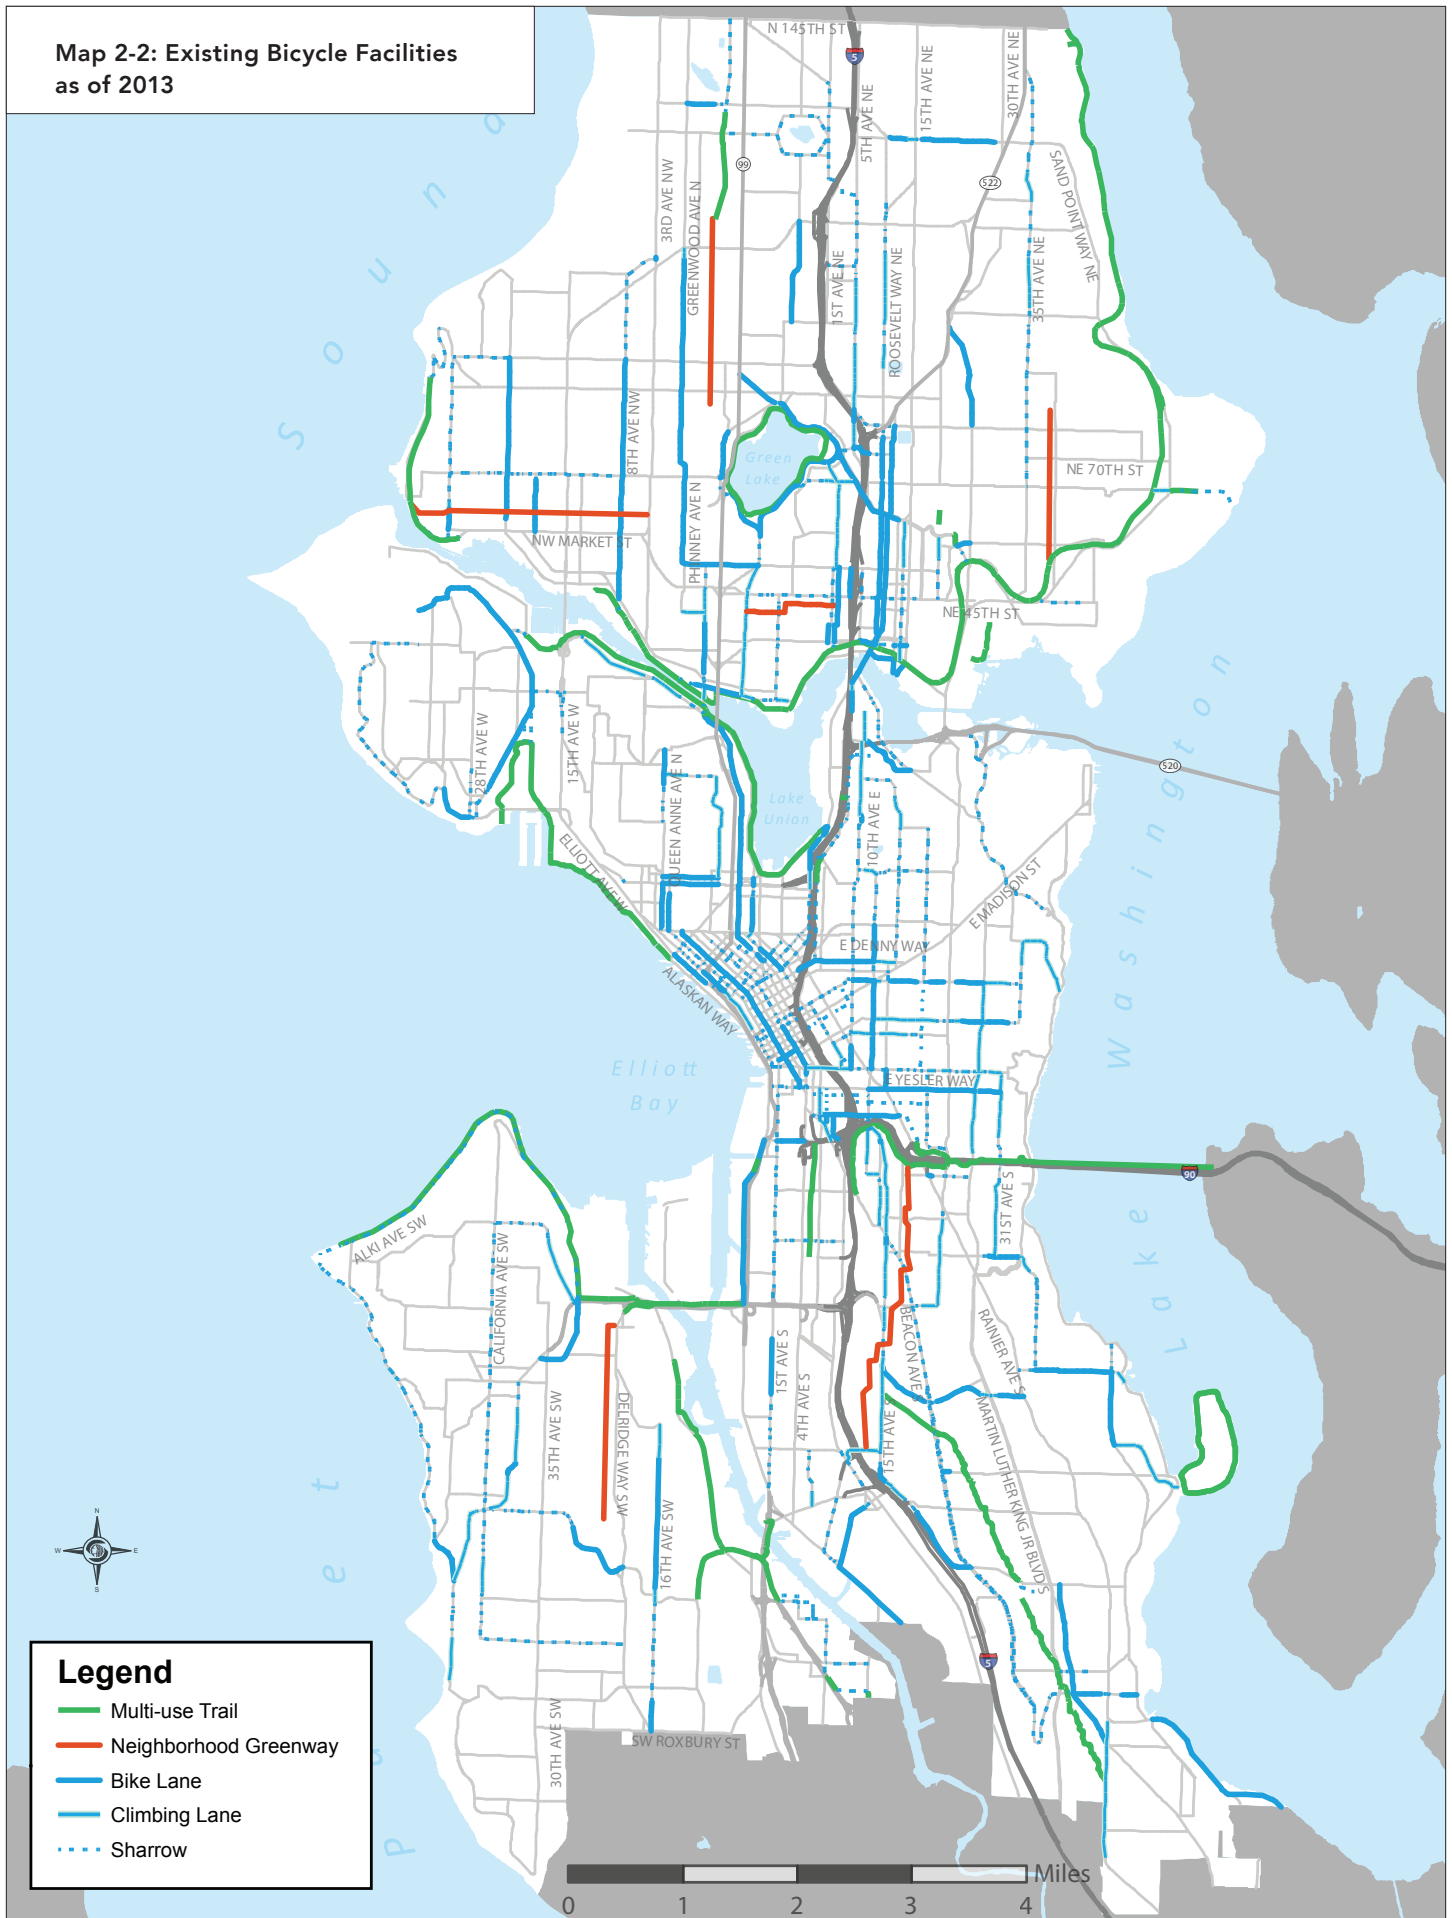 Map 2-2: Existing Bicycle Facilities
as of 2013
N 145TH ST
5
5TH AVE NE
15TH AVE NE
30TH AVE NE
99
522
SAND POINT WAY NE
3RD AVE NW
GREENWOOD AVE N
1ST AVE NE
ROOSEVELT WAY NE
35TH AVE NE
8TH AVE NW
Green
Lake
NE 70TH ST
PHINNEY AVE N
NW MARKET ST
NE 45TH ST
28TH AVE W
15TH AVE W
QUEEN ANNE AVE N
Lake
Union
10TH AVE E
520
ELLIOTT AVE W
E MADISON ST
E DENNY WAY
ALASKAN WAY
Elliott
Bay
E YESLER WAY
90
31ST AVE S
ALKI AVE SW
CALIFORNIA AVE SW
BEACON AVE S
RAINIER AVE S
1ST AVE S
4TH AVE S
15TH AVE S
MARTIN LUTHER KING JR BLVD S
35TH AVE SW
DELRIDGE WAY SW
16TH AVE SW
30TH AVE SW
SW ROXBURY ST
5
Puget Sound
Lake Washington
N
W
E
S
Legend
Multi-use Trail
Neighborhood Greenway
Bike Lane
Climbing Lane
Sharrow
Miles
0 1 2 3 4